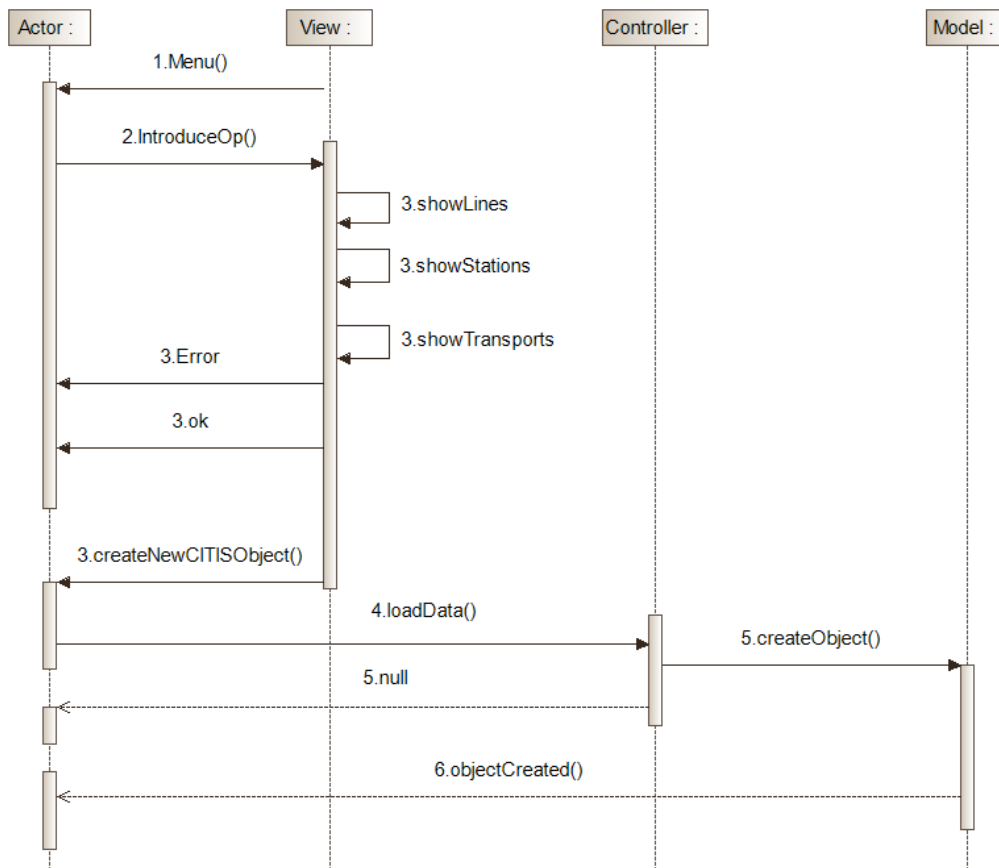 Actor :
View :
Controller :
Model :
1.Menu()
2.IntroduceOp()
3.showLines
3.showStations
3.showTransports
3.Error
3.ok
3.createNewCITISObject()
4.loadData()
5.createObject()
5.null
6.objectCreated()